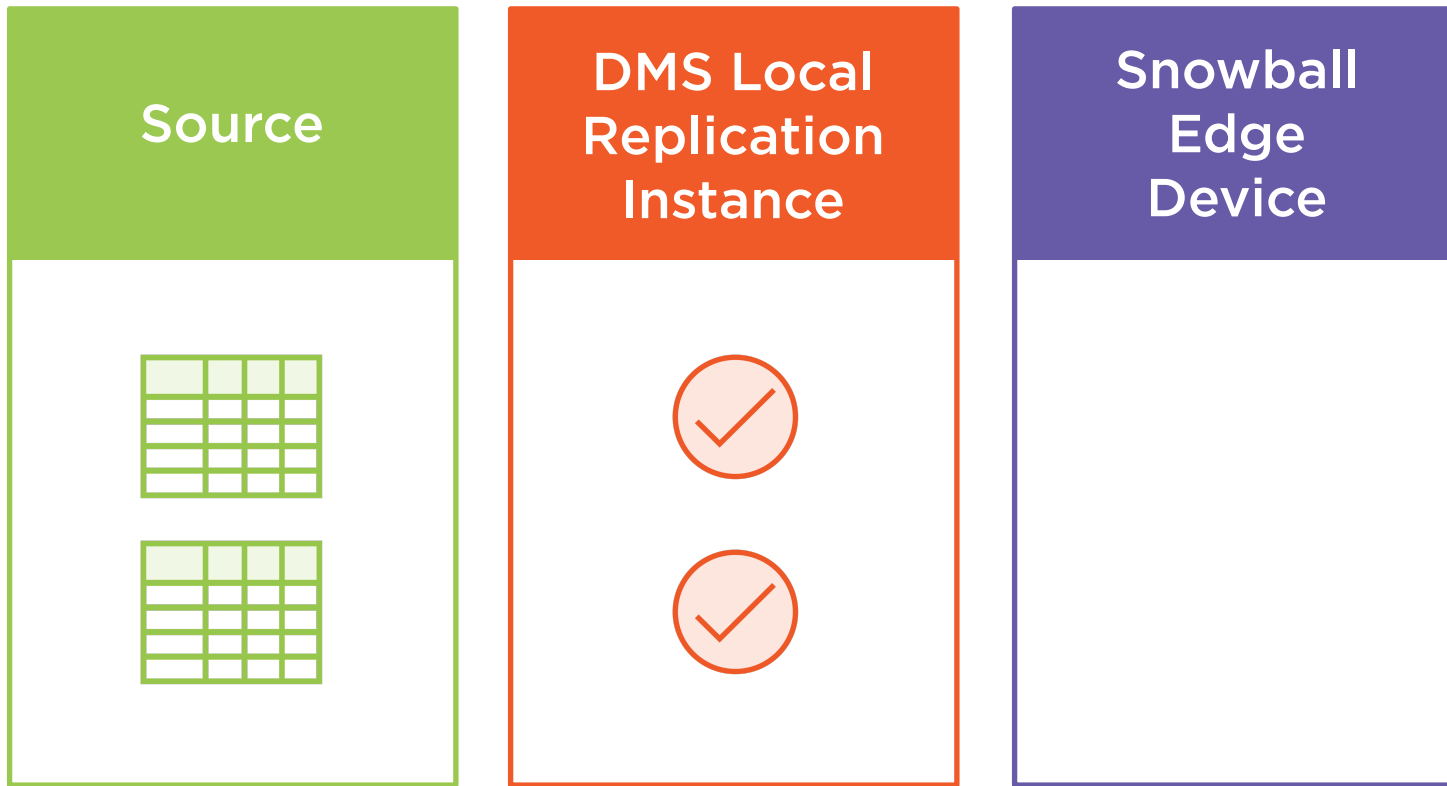 Source
DMS Local
Replication
Instance
Snowball
Edge
Device